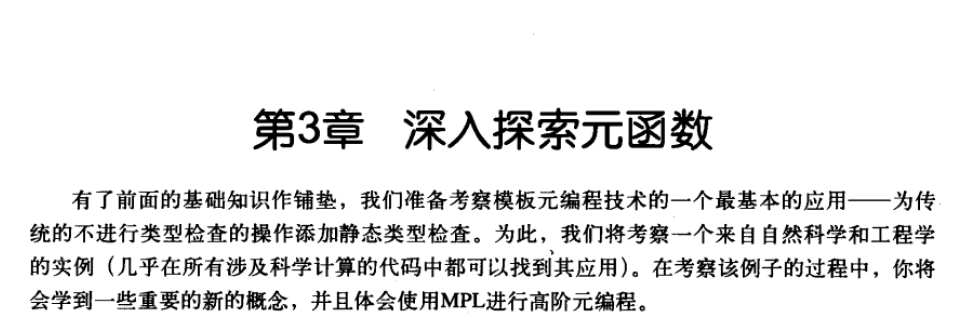 第3章 深入探索元函数
有了前面的基础知识作铺垫，我们准备考察模板元编程技术的一个最基本的应用——为传
统的不进行类型检查的操作添加静态类型检查。为此，我们将考察一个来自自然科学和工程学
的实例（几乎在所有涉及科学计算的代码中都可以找到其应用）。在考察该例子的过程中，你将
会学到一些重要的新的概念，并且体会使用MPL进行高阶元编程。